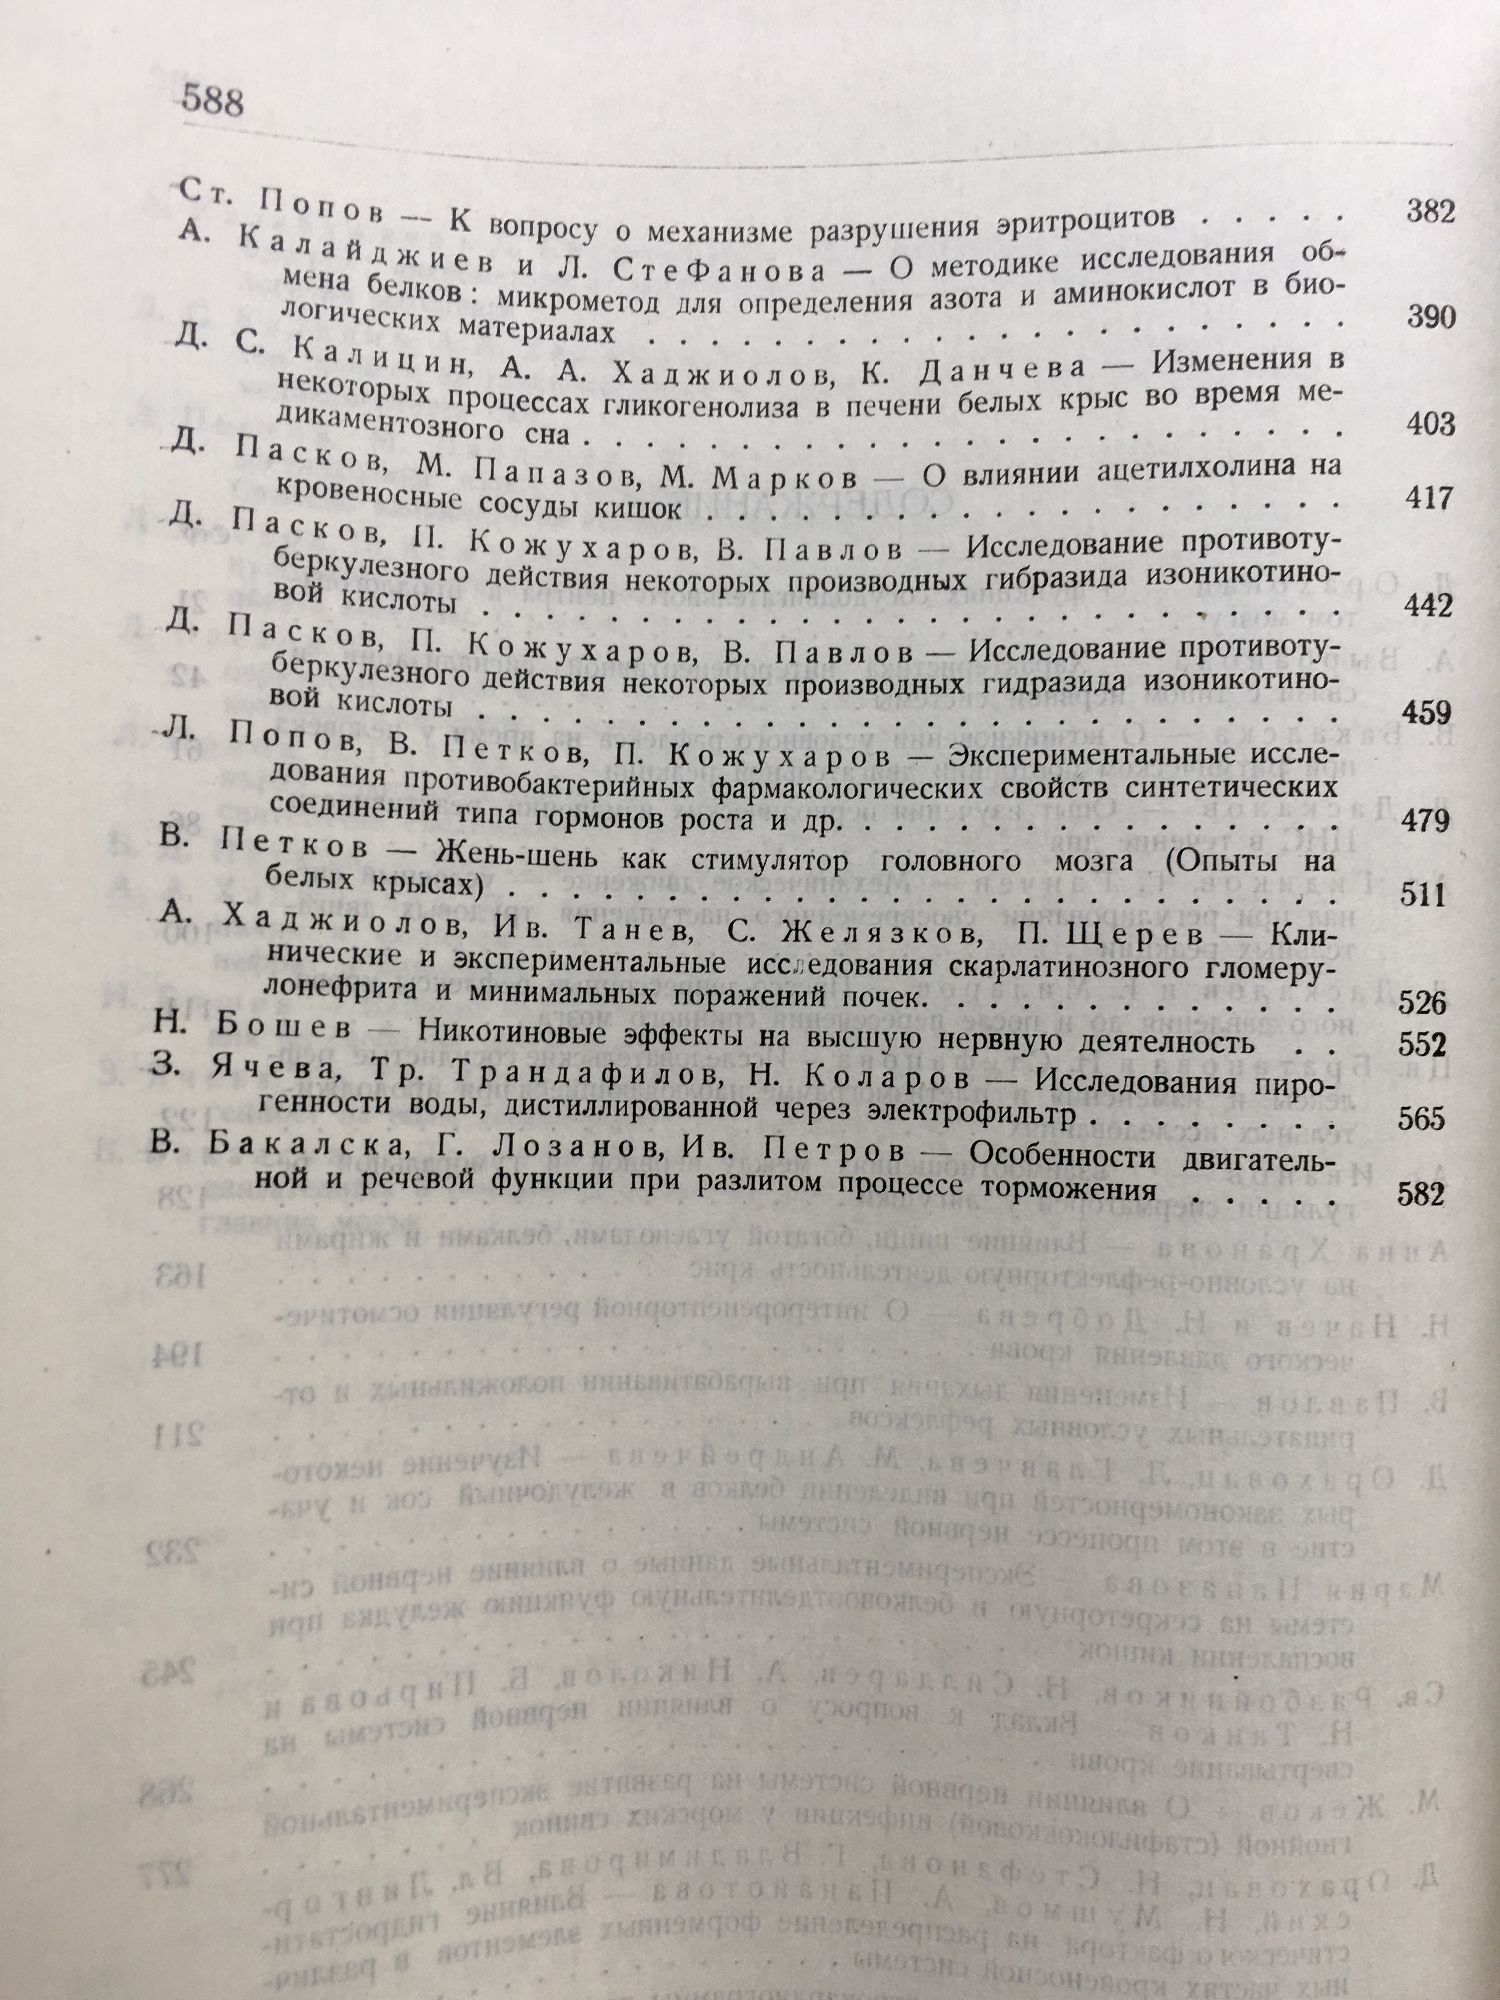 588
Ст. Попов — К вопросу о механизме разрушения эритроцитов . . . . . 382
А. Калайджиев и Л. СтеФанова — О методике исследования об-
мена белков: микрометод для определения азота и аминокислот в био-
логических материалах . . . . . . . . . . . . . . . . 390
Д. С. Калицин, А. А. Хаджиолов, К. Данчева — Изменения в
некоторых процессах гликогенолиза в печени белых крыс во время ме-
дикаментозного сна . . . . . . . . . . . . . . . . . . 403
Д. Пасков, М. Папазов, М. Марков — О влиянии ацетилхолина на
кровеносные сосуды кишок . . . . . . . . . . . . . . . 417
Д. Пасков, П. Кожухаров, В. Павлов — Исследование противоту-
беркулезного действия некоторых производных гибразида изоникотино-
вой кислоты . . . . . . . . . . . . . . . . . . . . . 442
Д. Пасков, П. Кожухаров, В. Павлов — Исследование противоту-
беркулезного действия некоторых производных гидразида изоникотино-
вой кислоты . . . . . . . . . . . . . . . . . . . . . 459
Л. Попов, В. Петков, П. Кожухаров — Экспериментальные иссле-
дования противобактерийных фармакологических свойств синтетических
соединений типа гормонов роста и др. . . . . . . . . . . . 479
В. Петков — Жень-шень как стимулятор головного мозга (Опыты на
белых крысах) . . . . . . . . . . . . . . . . . . . . 511
А. Хаджиолов, Ив. Танев, С. Желязков, П. Щерев — Кли-
нические и экспериментальные исследования скарлатинозного гломеру-
лонефрита и минимальных поражений почек. . . . . . . . . 526
Н. Бошев — Никотиновые эффекты на высшую нервную деятелность . . 552
З. Ячева, Тр. Трандафилов, Н. Коларов — Исследования пиро-
генности воды, дистиллированной через электрофильтр . . . . . . . 565
В. Бакалска, Г. Лозанов, Ив. Петров — Особенности двигатель-
ной и речевой функции при разлитом процессе торможения . . . . . 582